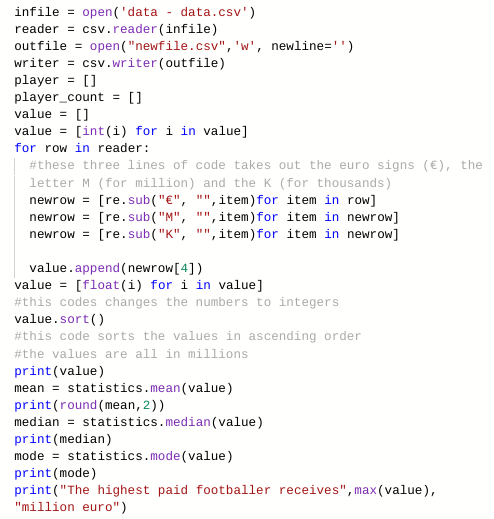 infile = open('data - data.csv')
reader = csv.reader(infile)
outfile = open("newfile.csv",'w', newline='')
writer = csv.writer(outfile)
player = []
player_count = []
value = []
value = [int(i) for i in value]
for row in reader:
  #these three lines of code takes out the euro signs (€), the
  letter M (for million) and the K (for thousands)
  newrow = [re.sub("€", "",item)for item in row]
  newrow = [re.sub("M", "",item)for item in newrow]
  newrow = [re.sub("K", "",item)for item in newrow]

  value.append(newrow[4])
value = [float(i) for i in value]
#this codes changes the numbers to integers
value.sort()
#this code sorts the values in ascending order
#the values are all in millions
print(value)
mean = statistics.mean(value)
print(round(mean,2))
median = statistics.median(value)
print(median)
mode = statistics.mode(value)
print(mode)
print("The highest paid footballer receives",max(value),
"million euro")